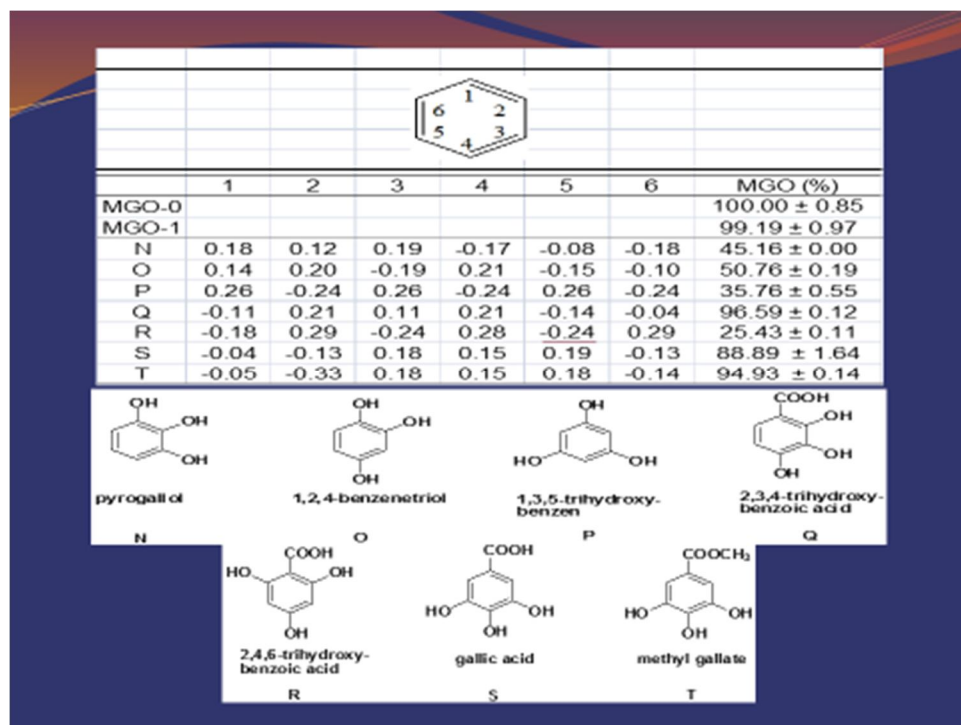 1
6 2
5 3
4
1 2 3 4 5 6 MGO (%)
MGO-0 100.00 ± 0.85
MGO-1 99.19 ± 0.97
N 0.18 0.12 0.19 -0.17 -0.08 -0.18 45.16 ± 0.00
O 0.14 0.20 -0.19 0.21 -0.15 -0.10 50.76 ± 0.19
P 0.26 -0.24 0.26 -0.24 0.26 -0.24 35.76 ± 0.55
Q -0.11 0.21 0.11 0.21 -0.14 -0.04 96.59 ± 0.12
R -0.18 0.29 -0.24 0.28 -0.24 0.29 25.43 ± 0.11
S -0.04 -0.13 0.18 0.15 0.19 -0.13 88.89 ± 1.64
T -0.05 -0.33 0.18 0.15 0.18 -0.14 94.93 ± 0.14
OH
OH
OH
pyrogallol
N
OH
OH
OH
1,2,4-benzenetriol
O
OH
HO OH
1,3,5-trihydroxy-
benzen
P
COOH
OH
OH
OH
2,3,4-trihydroxy-
benzoic acid
Q
COOH
HO OH
OH
2,4,6-trihydroxy-
benzoic acid
R
COOH
HO OH
OH
gallic acid
S
COOCH3
HO OH
OH
methyl gallate
T